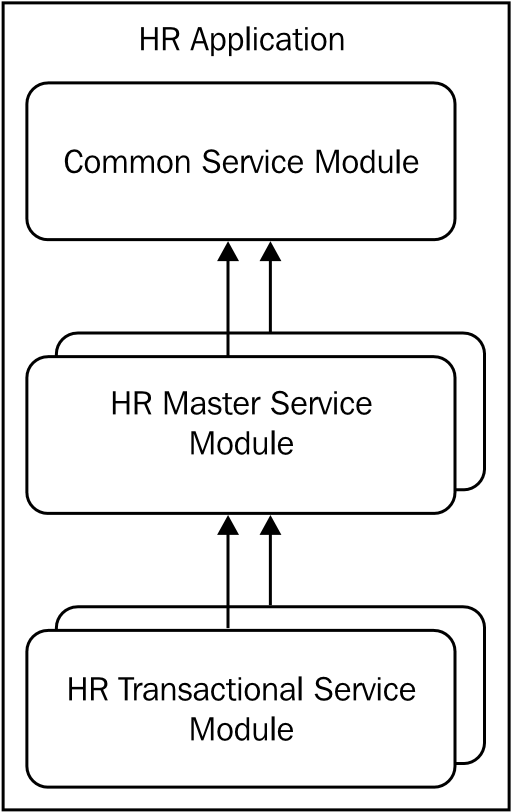 HR Application
Common Service Module
HR Master Service
Module
HR Transactional Service
Module